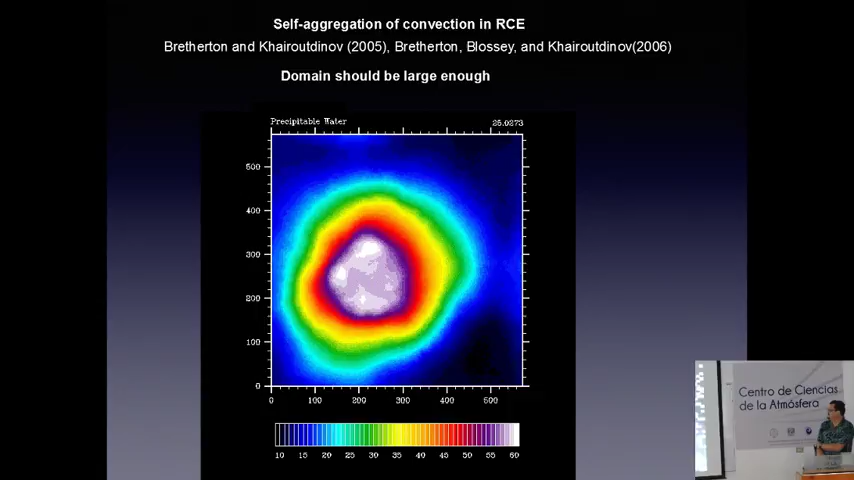 Self-aggregation of convection in RCE
Bretherton and Khairoutdinov (2005), Bretherton, Blossey, and Khairoutdinov(2006)
Domain should be large enough
Precipitable Water 25.0273
500
400
300
200
100
0
0 100 200 300 400 500 600
10 20 30 40 50 60
15 25 35 45 55
Centro de Ciencias
de la Atmósfera